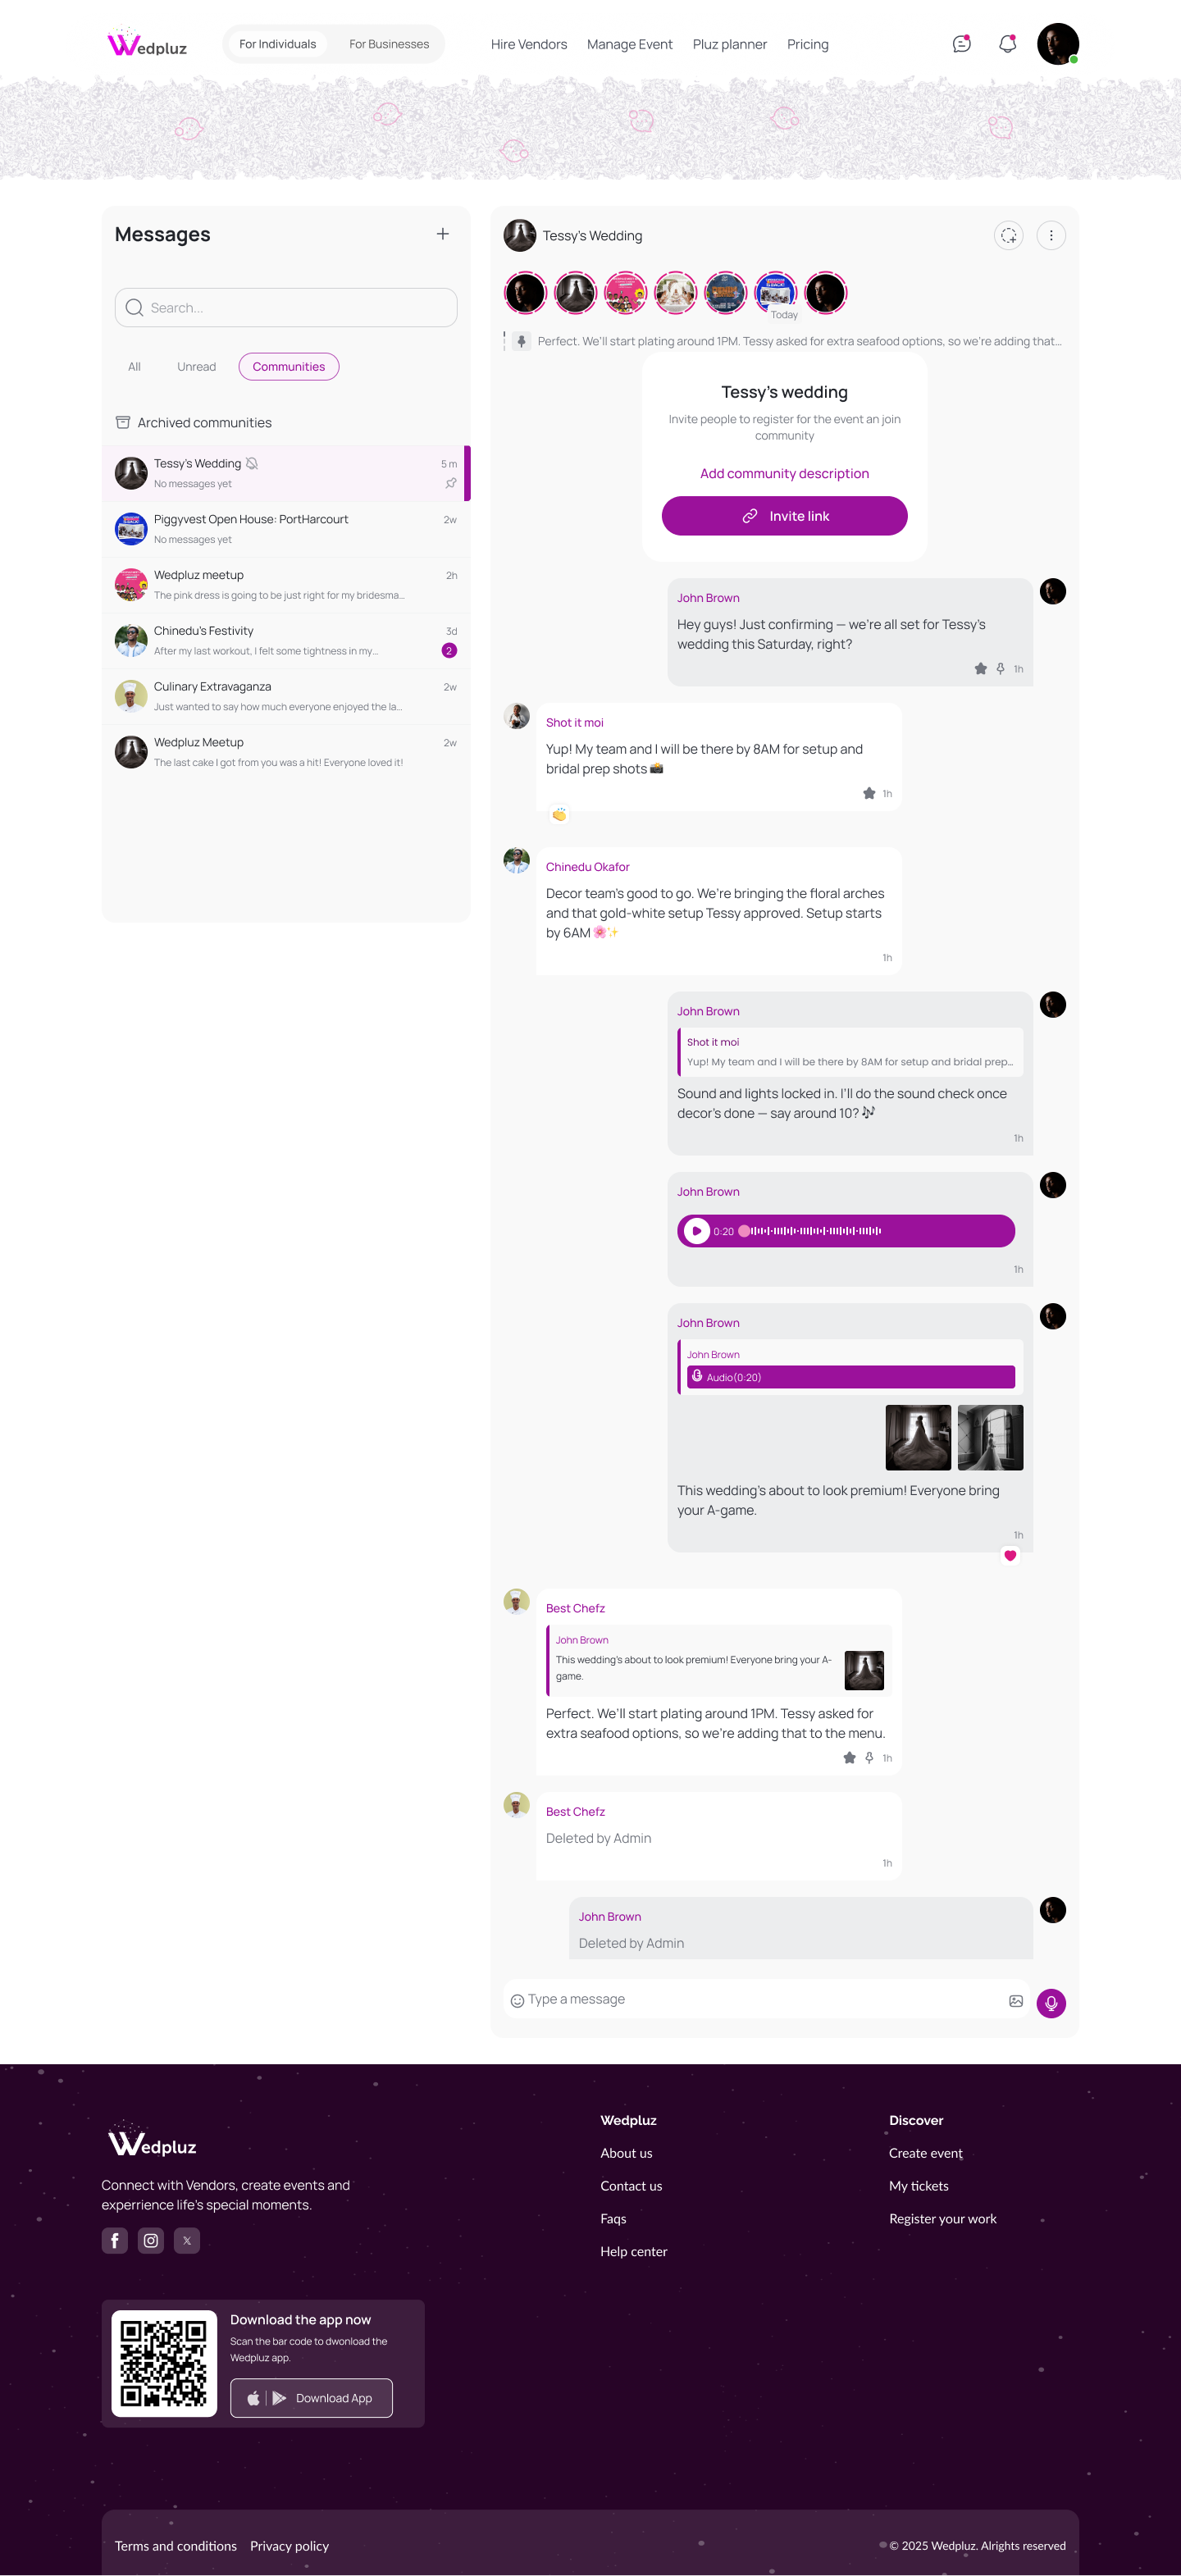 Wedpluz
For Individuals
For Businesses
Hire Vendors
Manage Event
Pluz planner
Pricing
Messages
Search...
All
Unread
Communities
Archived communities
Tessy's Wedding
5 m
No messages yet
Piggyvest Open House: PortHarcourt
2w
No messages yet
Wedpluz meetup
2h
The pink dress is going to be just right for my bridesma...
Chinedu's Festivity
3d
After my last workout, I felt some tightness in my...
2
Culinary Extravaganza
2w
Just wanted to say how much everyone enjoyed the la...
Wedpluz Meetup
2w
The last cake I got from you was a hit! Everyone loved it!
Tessy's Wedding
Today
Perfect. We'll start plating around 1PM. Tessy asked for extra seafood options, so we're adding that...
Tessy's wedding
Invite people to register for the event an join
community
Add community description
Invite link
John Brown
Hey guys! Just confirming — we're all set for Tessy's
wedding this Saturday, right?
1h
Shot it moi
Yup! My team and I will be there by 8AM for setup and
bridal prep shots 📸
1h
👏
Chinedu Okafor
Decor team's good to go. We're bringing the floral arches
and that gold-white setup Tessy approved. Setup starts
by 6AM 🌸✨
1h
John Brown
Shot it moi
Yup! My team and I will be there by 8AM for setup and bridal prep...
Sound and lights locked in. I'll do the sound check once
decor's done — say around 10? 🎶
1h
John Brown
0:20
1h
John Brown
John Brown
Audio(0:20)
This wedding's about to look premium! Everyone bring
your A-game.
1h
Best Chefz
John Brown
This wedding's about to look premium! Everyone bring your A-
game.
Perfect. We'll start plating around 1PM. Tessy asked for
extra seafood options, so we're adding that to the menu.
1h
Best Chefz
Deleted by Admin
1h
John Brown
Deleted by Admin
Type a message
Wedpluz
Connect with Vendors, create events and
experrience life's special moments.
Wedpluz
About us
Contact us
Faqs
Help center
Discover
Create event
My tickets
Register your work
Download the app now
Scan the bar code to dwonload the
Wedpluz app.
Download App
Terms and conditions
Privacy policy
© 2025 Wedpluz. Alrights reserved